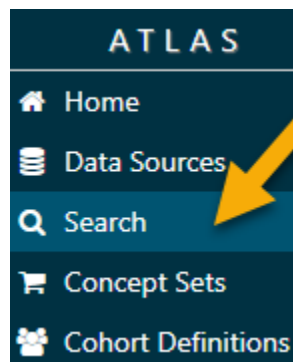 ATLAS
Home
Data Sources
Search
Concept Sets
Cohort Definitions